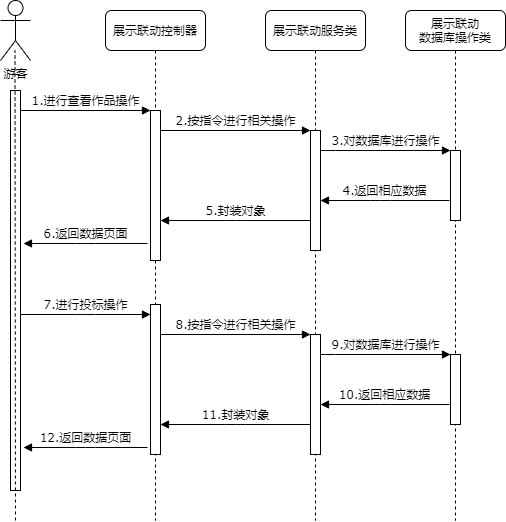 展示联动控制器
展示联动服务类
展示联动
数据库操作类
游客
1.进行查看作品操作
2.按指令进行相关操作
3.对数据库进行操作
4.返回相应数据
5.封装对象
6.返回数据页面
7.进行投标操作
8.按指令进行相关操作
9.对数据库进行操作
10.返回相应数据
11.封装对象
12.返回数据页面